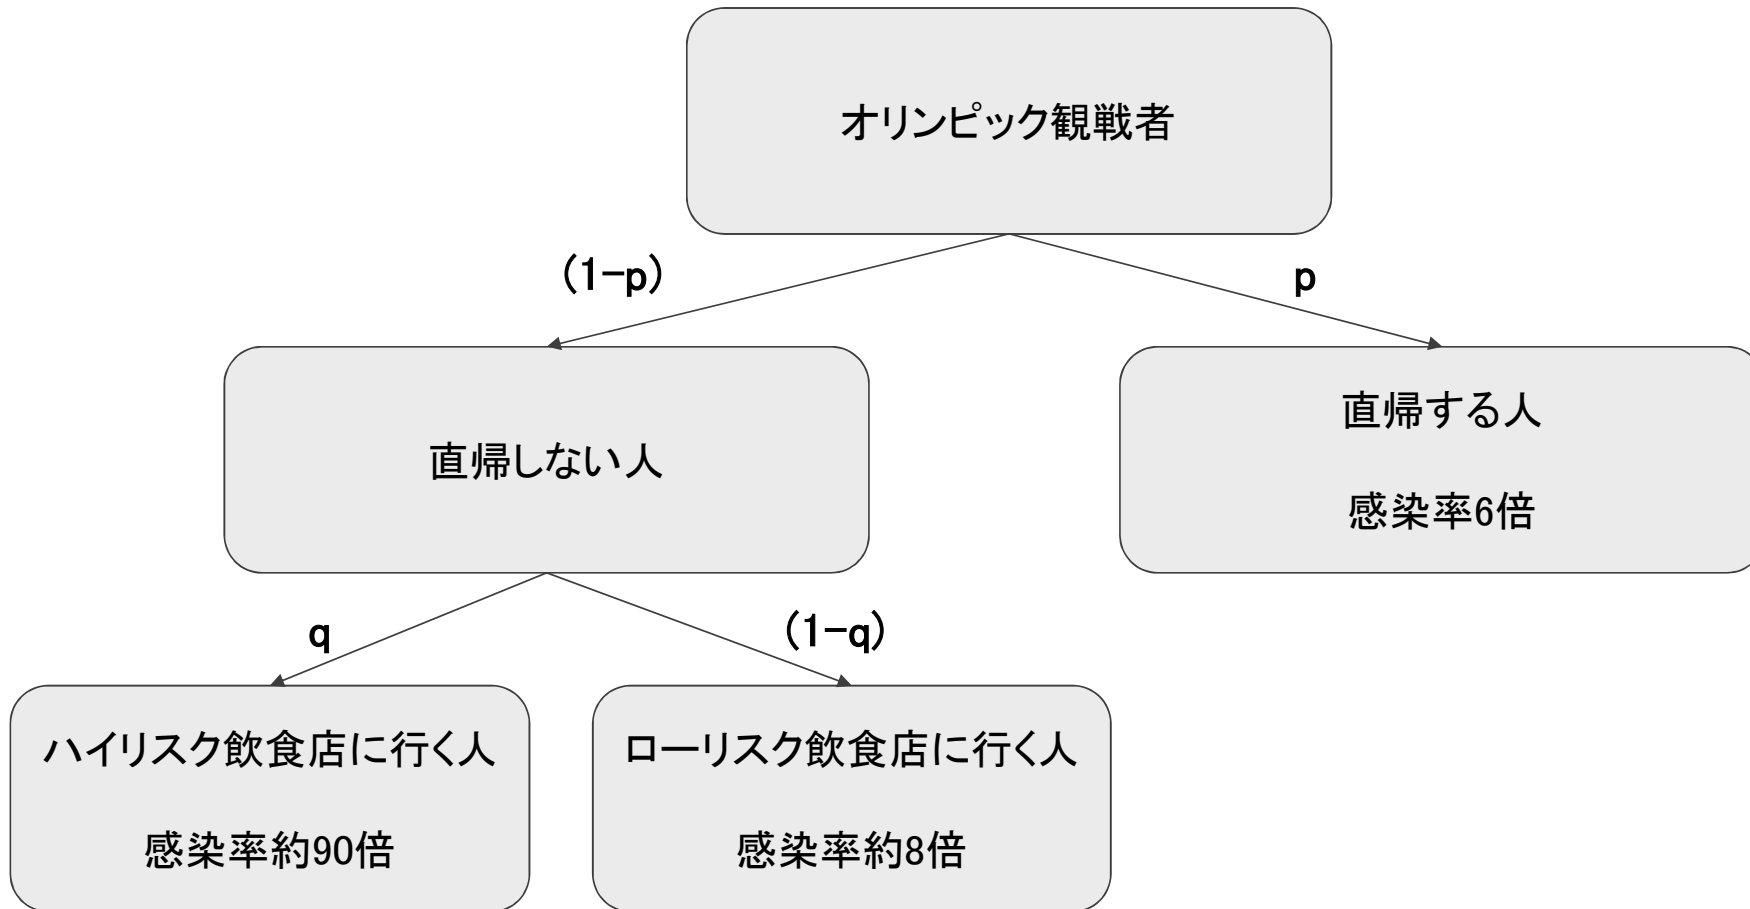 オリンピック観戦者
(1-p)
p
直帰しない人
直帰する人
感染率6倍
q
(1-q)
ハイリスク飲食店に行く人
感染率約90倍
ローリスク飲食店に行く人
感染率約8倍